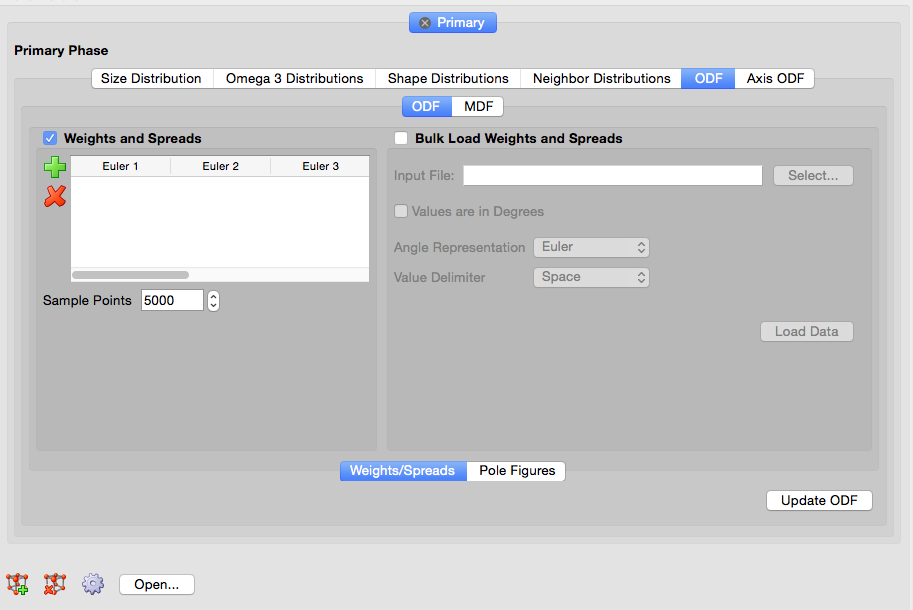 Primary
Primary Phase
Size Distribution Omega 3 Distributions Shape Distributions Neighbor Distributions ODF Axis ODF
ODF MDF
Weights and Spreads
Euler 1 Euler 2 Euler 3
Sample Points 5000
Bulk Load Weights and Spreads
Input File: Select...
Values are in Degrees
Angle Representation Euler
Value Delimiter Space
Load Data
Weights/Spreads Pole Figures
Update ODF
Open...